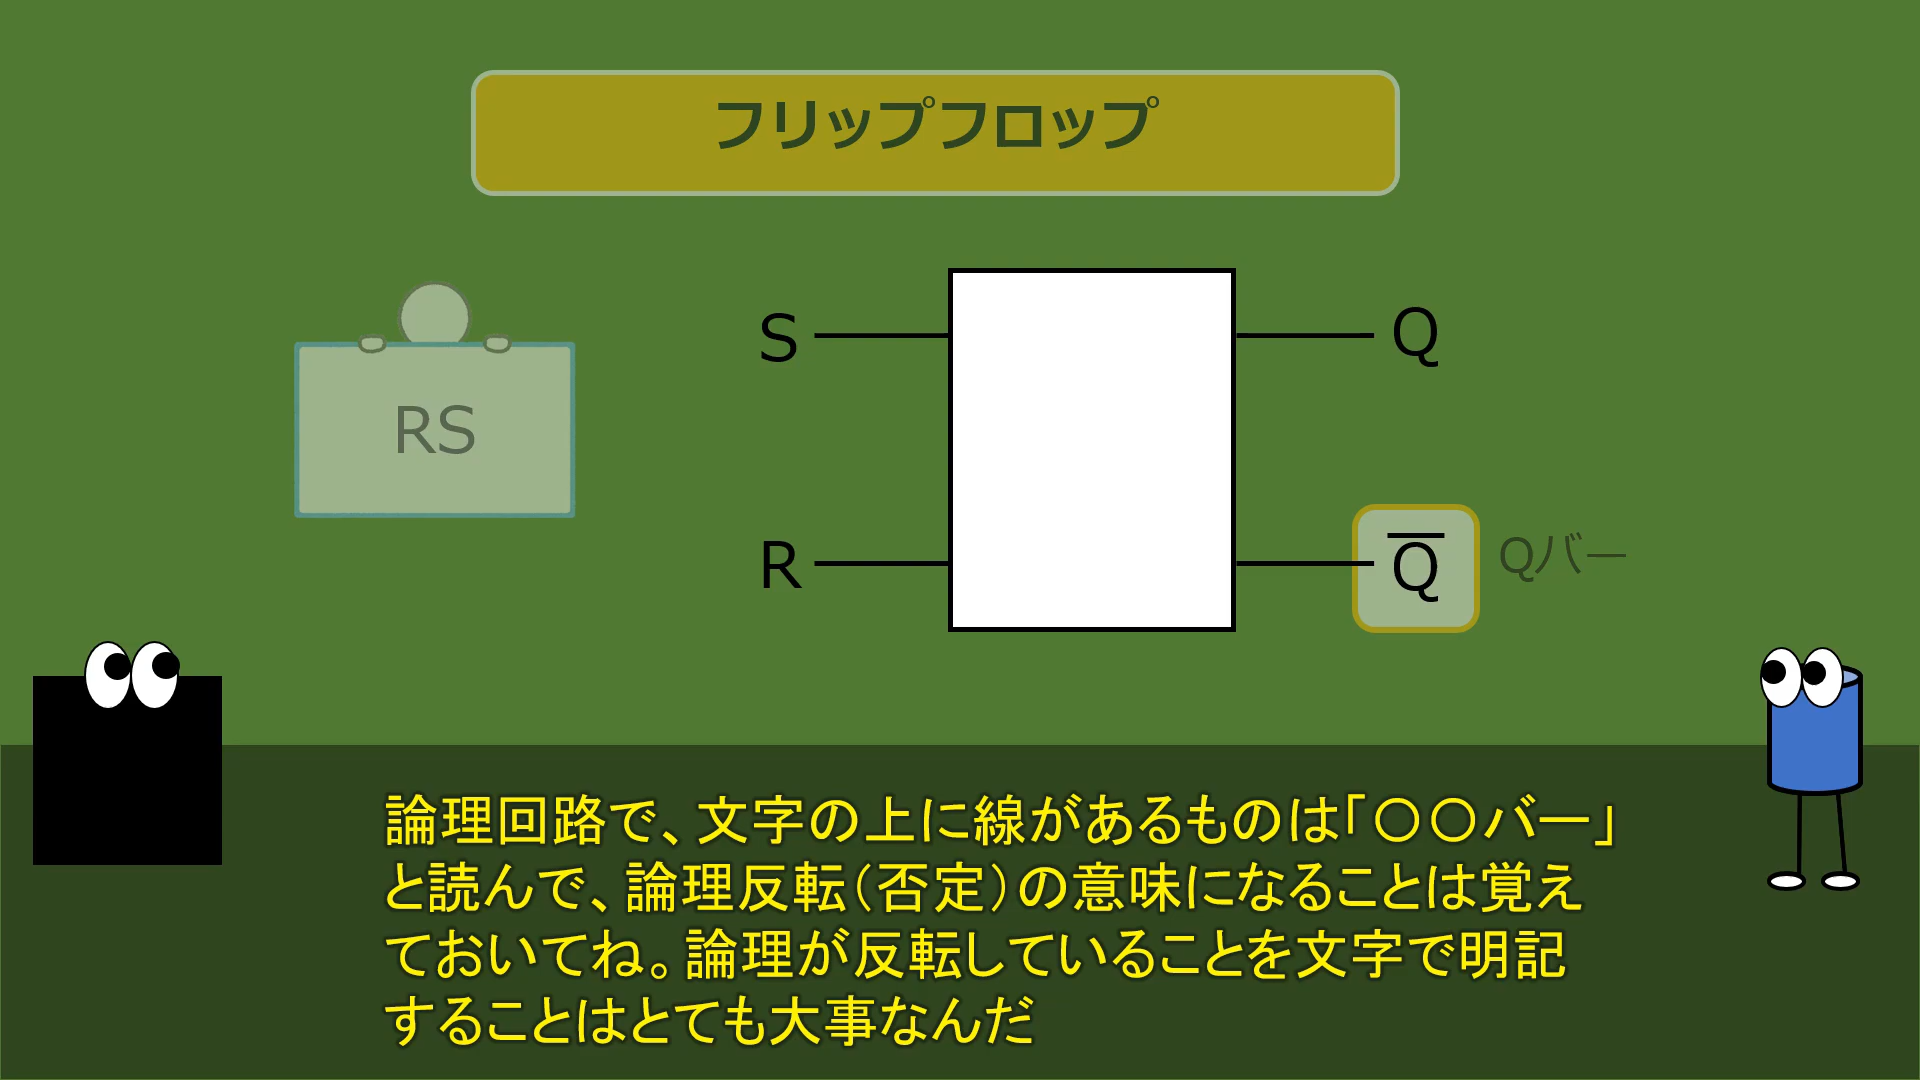 フリップフロップ
RS
S
Q
R
Q̅
Qバー
論理回路で、文字の上に線があるものは「〇〇バー」
と読んで、論理反転（否定）の意味になることは覚え
ておいてね。論理が反転していることを文字で明記
することはとても大事なんだ